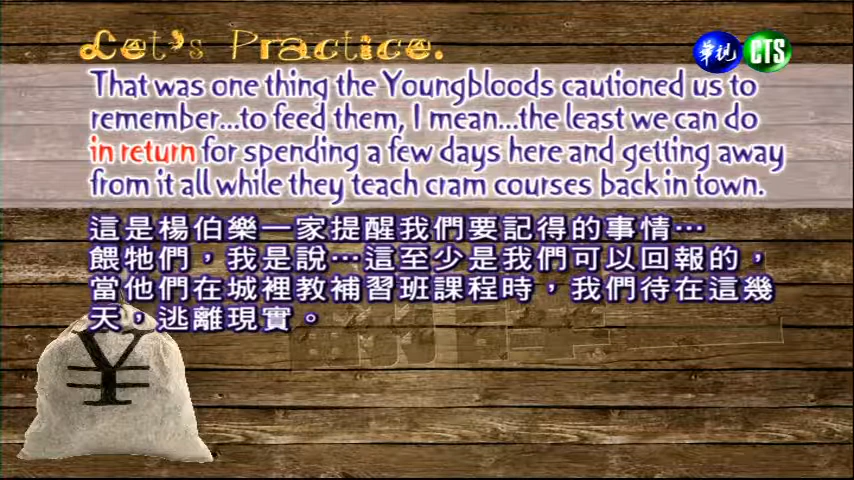 Let's Practice.
華視 CTS
That was one thing the Youngbloods cautioned us to
remember...to feed them, I mean...the least we can do
in return for spending a few days here and getting away
from it all while they teach cram courses back in town.
這是楊伯樂一家提醒我們要記得的事情…
餵牠們，我是說…這至少是我們可以回報的，
當他們在城裡教補習班課程時，我們待在這幾
天，逃離現實。
¥